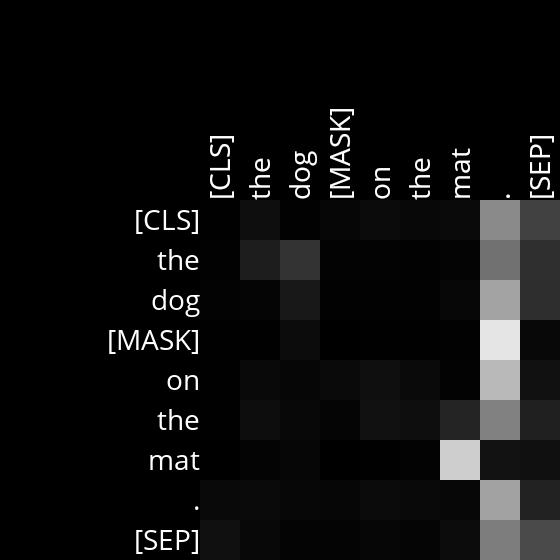 [CLS] the dog [MASK] on the mat . [SEP]
[CLS]
the
dog
[MASK]
on
the
mat
.
[SEP]